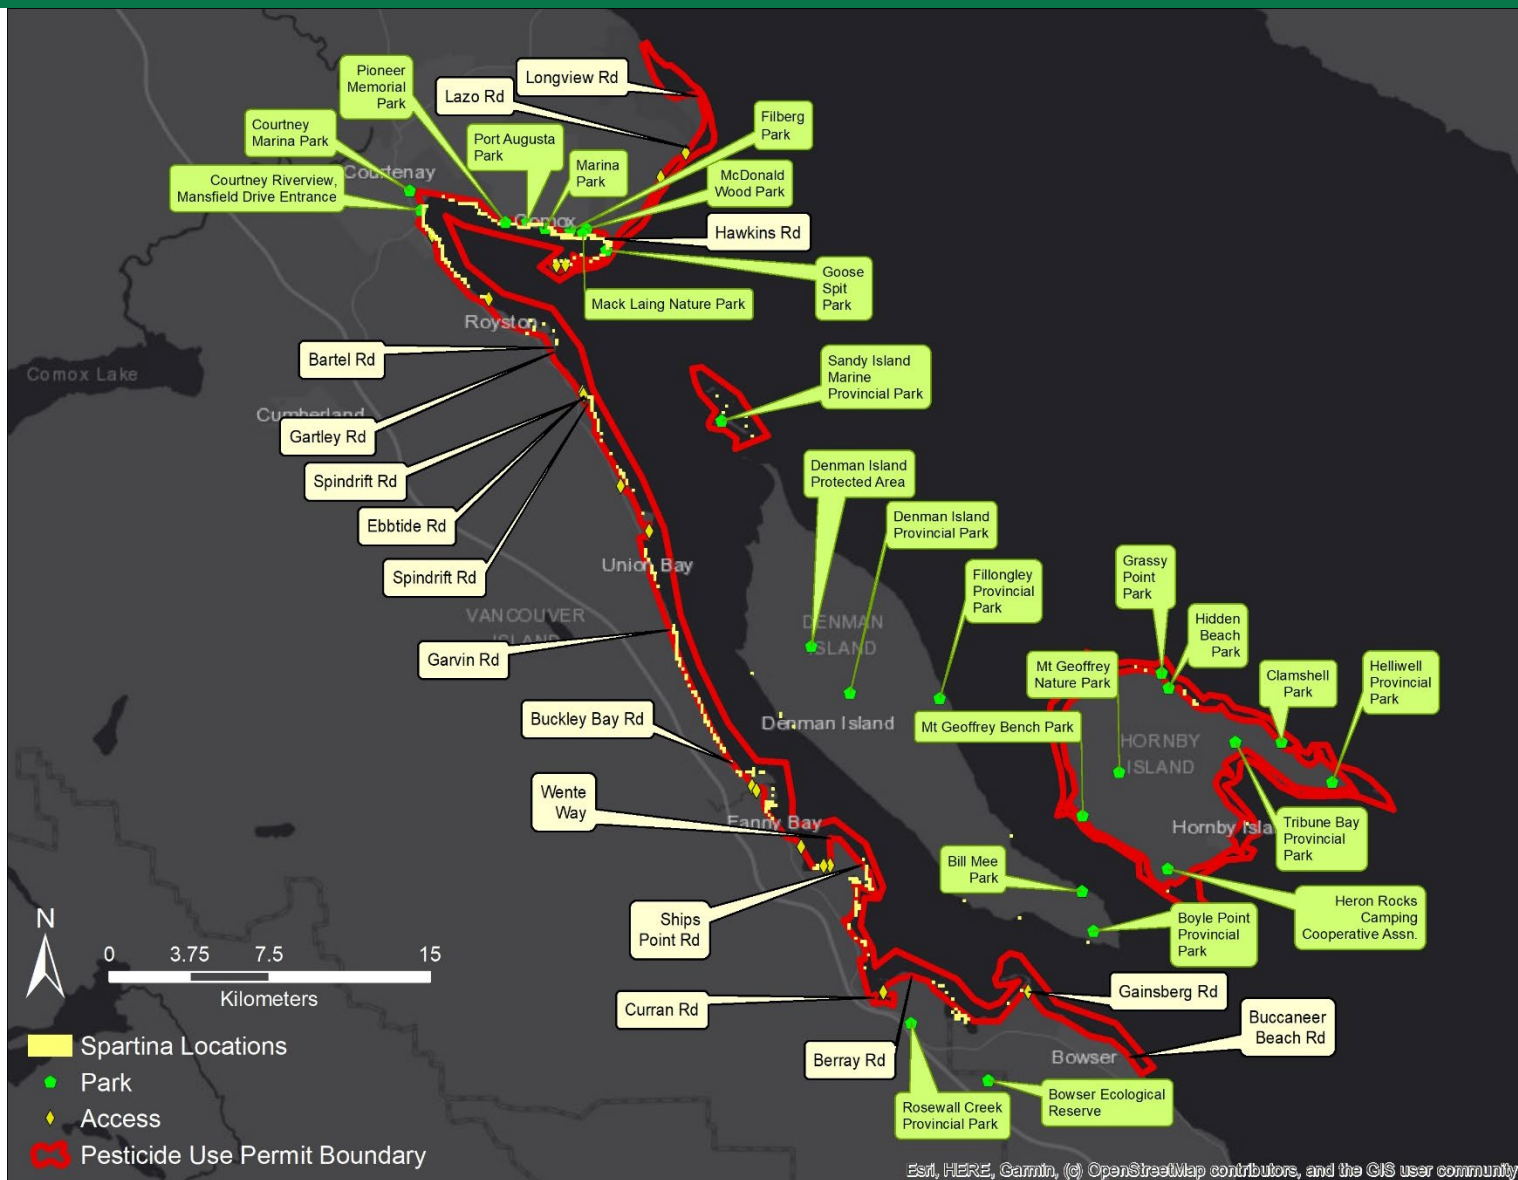 Longview Rd
Lazo Rd
Pioneer
Memorial
Park
Courtney
Marina Park
Port Augusta
Park
Filberg
Park
Marina
Park
McDonald
Wood Park
Courtenay
Courtney Riverview,
Mansfield Drive Entrance
Comox
Hawkins Rd
Goose
Spit
Park
Mack Laing Nature Park
Royston
Bartel Rd
Comox Lake
Sandy Island
Marine
Provincial Park
Cumberland
Gartley Rd
Spindrift Rd
Denman Island
Protected Area
Ebbtide Rd
Denman Island
Provincial Park
Union Bay
Spindrift Rd
Fillongley
Provincial
Park
Grassy
Point
Park
VANCOUVER
ISLAND
DENMAN
ISLAND
Hidden
Beach
Park
Garvin Rd
Mt Geoffrey
Nature Park
Clamshell
Park
Helliwell
Provincial
Park
Buckley Bay Rd
Denman Island
Mt Geoffrey Bench Park
HORNBY
ISLAND
Wente
Way
Fanny Bay
Hornby Isla
Tribune Bay
Provincial
Park
Bill Mee
Park
Ships
Point Rd
Boyle Point
Provincial
Park
Heron Rocks
Camping
Cooperative Assn.
N
0 3.75 7.5 15
Kilometers
Curran Rd
Gainsberg Rd
Buccaneer
Beach Rd
Berray Rd
Bowser
Rosewall Creek
Provincial Park
Bowser Ecological
Reserve
Spartina Locations
Park
Access
Pesticide Use Permit Boundary
Esri, HERE, Garmin, (c) OpenStreetMap contributors, and the GIS user community